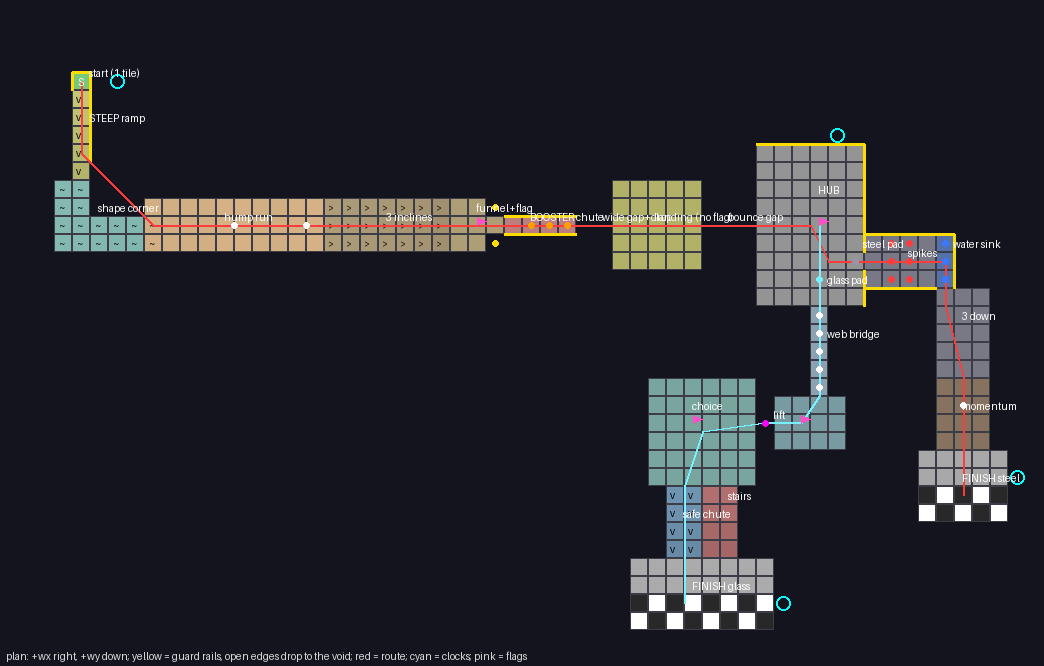 start (1 tile)
S
STEEP ramp
HUB
shape corner
hump run
3 inclines
funnel+flag
BOOSTER chute
wide gap+
landing (no flag)
bounce gap
steel pad
spikes
water sink
glass pad
3 down
web bridge
choice
lift
momentum
FINISH steel
stairs
safe chute
FINISH glass
plan: +wx right, +wy down; yellow = guard rails, open edges drop to the void; red = route; cyan = clocks; pink = flags